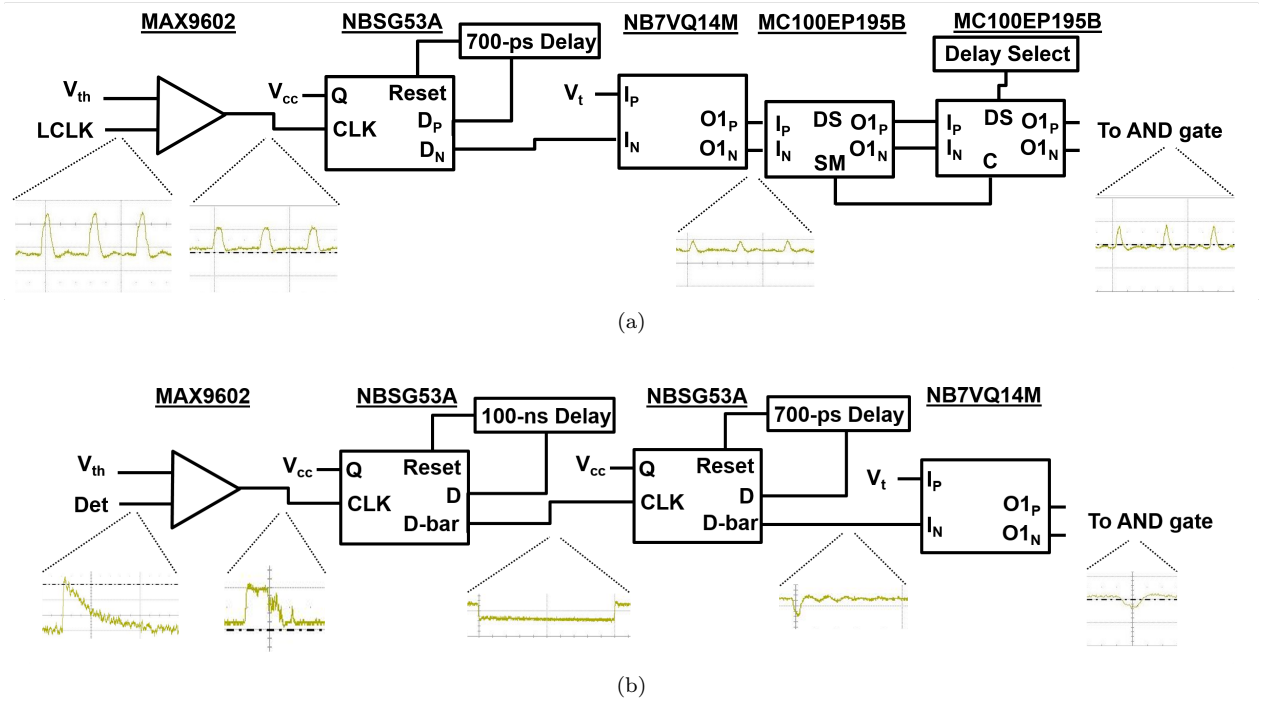 MAX9602 NBSG53A NB7VQ14M MC100EP195B MC100EP195B
700-ps Delay
Delay Select
Vth
LCLK
Vcc Q Reset
CLK
DP
DN
Vt IP
IN
O1P
O1N
IP DS O1P
IN O1N
SM
IP DS O1P
IN O1N
C
To AND gate
(a)
MAX9602 NBSG53A NBSG53A NB7VQ14M
100-ns Delay
700-ps Delay
Vth
Det
Vcc Q Reset
CLK
D
D-bar
Vcc Q Reset
CLK
D
D-bar
Vt IP
IN
O1P
O1N
To AND gate
(b)